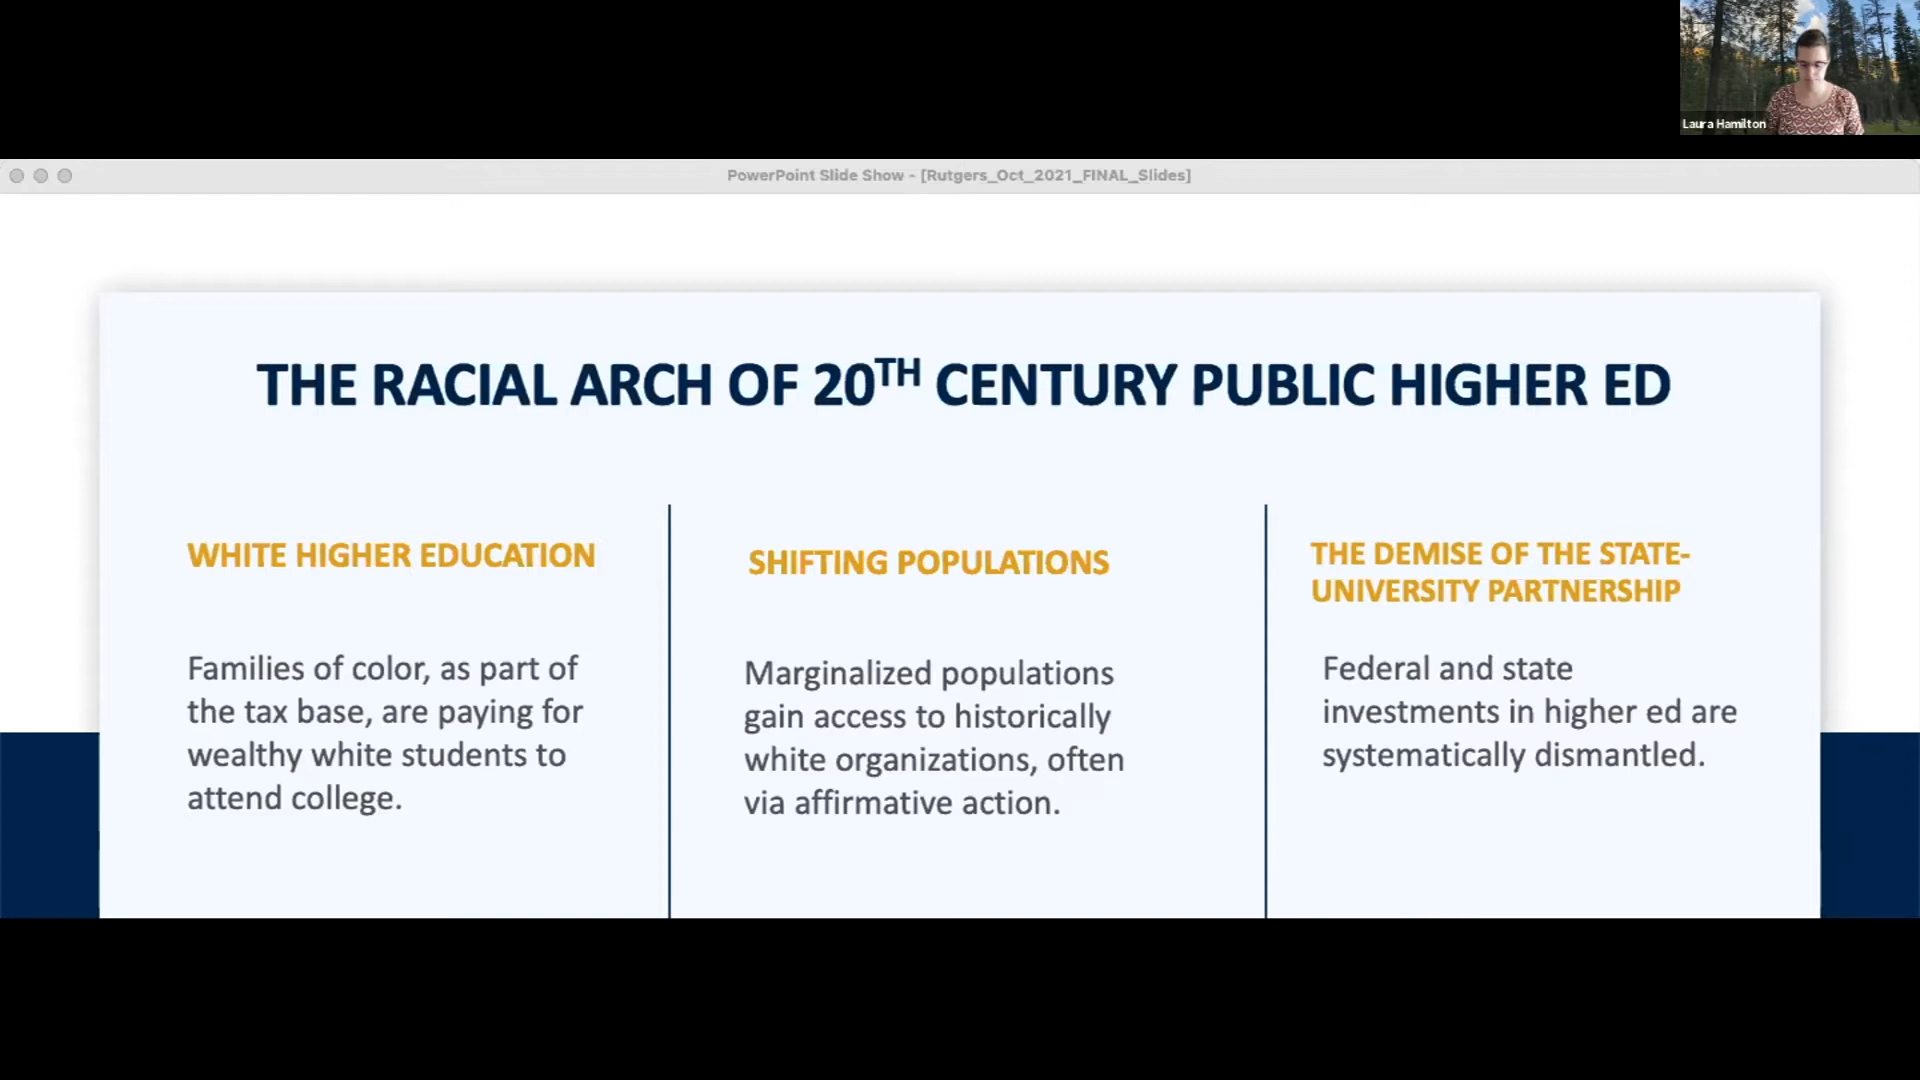 Laura Hamilton
PowerPoint Slide Show - [Rutgers_Oct_2021_FINAL_Slides]
THE RACIAL ARCH OF 20TH CENTURY PUBLIC HIGHER ED
WHITE HIGHER EDUCATION
Families of color, as part of
the tax base, are paying for
wealthy white students to
attend college.
SHIFTING POPULATIONS
Marginalized populations
gain access to historically
white organizations, often
via affirmative action.
THE DEMISE OF THE STATE-
UNIVERSITY PARTNERSHIP
Federal and state
investments in higher ed are
systematically dismantled.